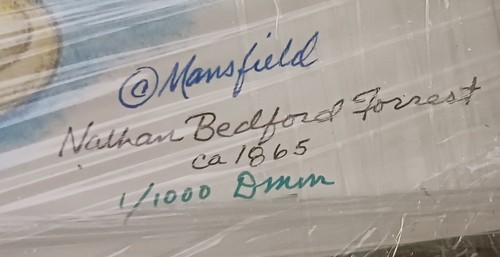 ©Mansfield
Nathan Bedford Forrest
ca 1865
1/1000 Dmm